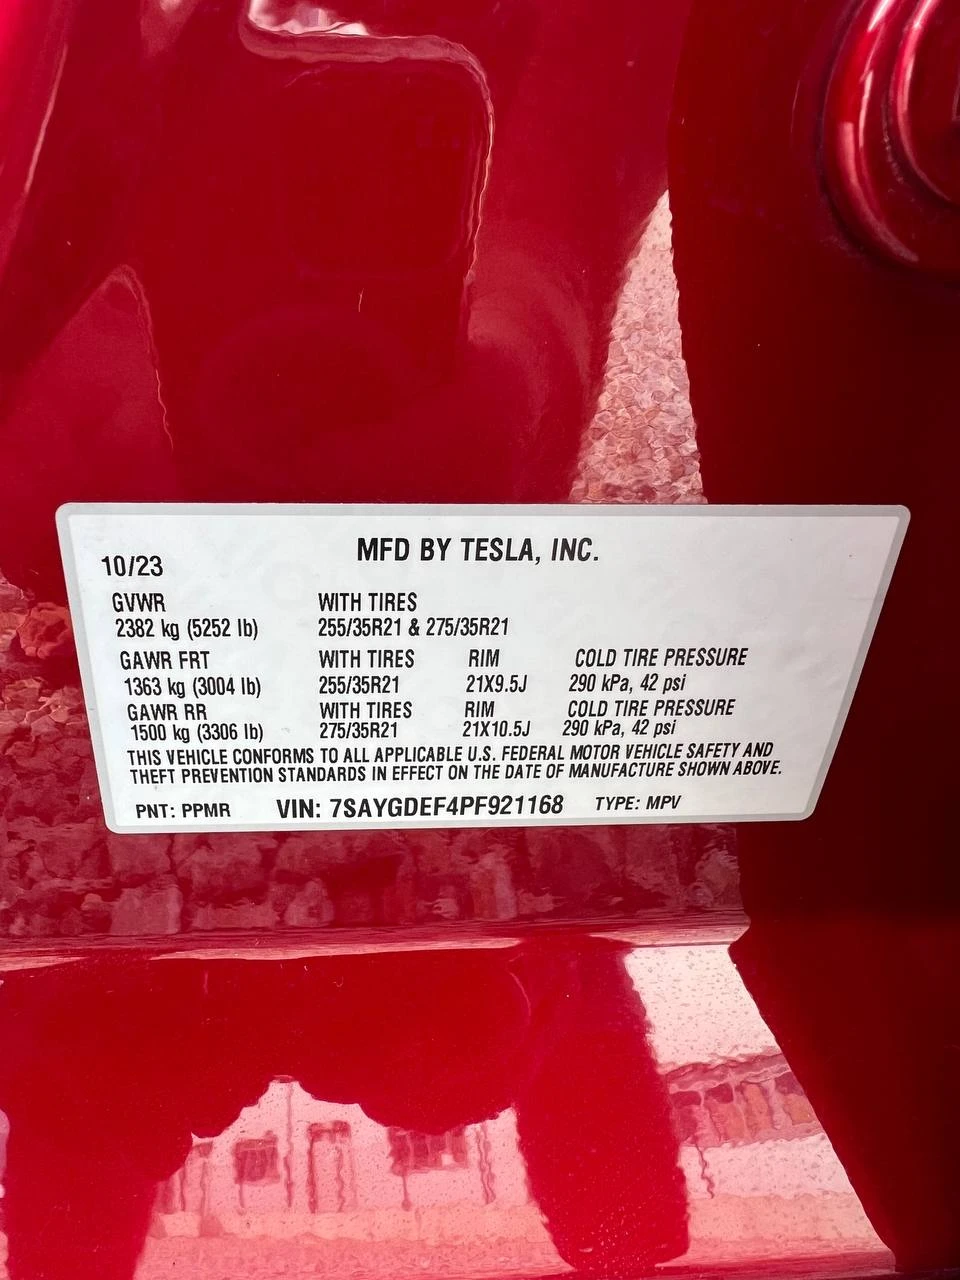 MFD BY TESLA, INC.
10/23
GVWR WITH TIRES
2382 kg (5252 lb) 255/35R21 & 275/35R21
GAWR FRT WITH TIRES RIM COLD TIRE PRESSURE
1363 kg (3004 lb) 255/35R21 21X9.5J 290 kPa, 42 psi
GAWR RR WITH TIRES RIM COLD TIRE PRESSURE
1500 kg (3306 lb) 275/35R21 21X10.5J 290 kPa, 42 psi
THIS VEHICLE CONFORMS TO ALL APPLICABLE U.S. FEDERAL MOTOR VEHICLE SAFETY AND
THEFT PREVENTION STANDARDS IN EFFECT ON THE DATE OF MANUFACTURE SHOWN ABOVE.
PNT: PPMR VIN: 7SAYGDEF4PF921168 TYPE: MPV